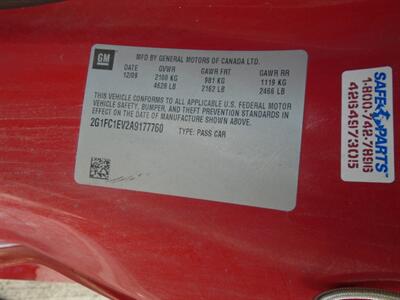 GM
MFD BY GENERAL MOTORS OF CANADA LTD.
DATE GVWR GAWR FRT GAWR RR
12/09 2100 KG 981 KG 1119 KG
4629 LB 2162 LB 2466 LB
THIS VEHICLE CONFORMS TO ALL APPLICABLE U.S. FEDERAL MOTOR
VEHICLE SAFETY, BUMPER, AND THEFT PREVENTION STANDARDS
IN EFFECT ON THE DATE OF MANUFACTURE SHOWN ABOVE.
2G1FC1EV2A9177760 TYPE: PASS CAR
SAFE PARTS
1-800-742-7896
4264973015